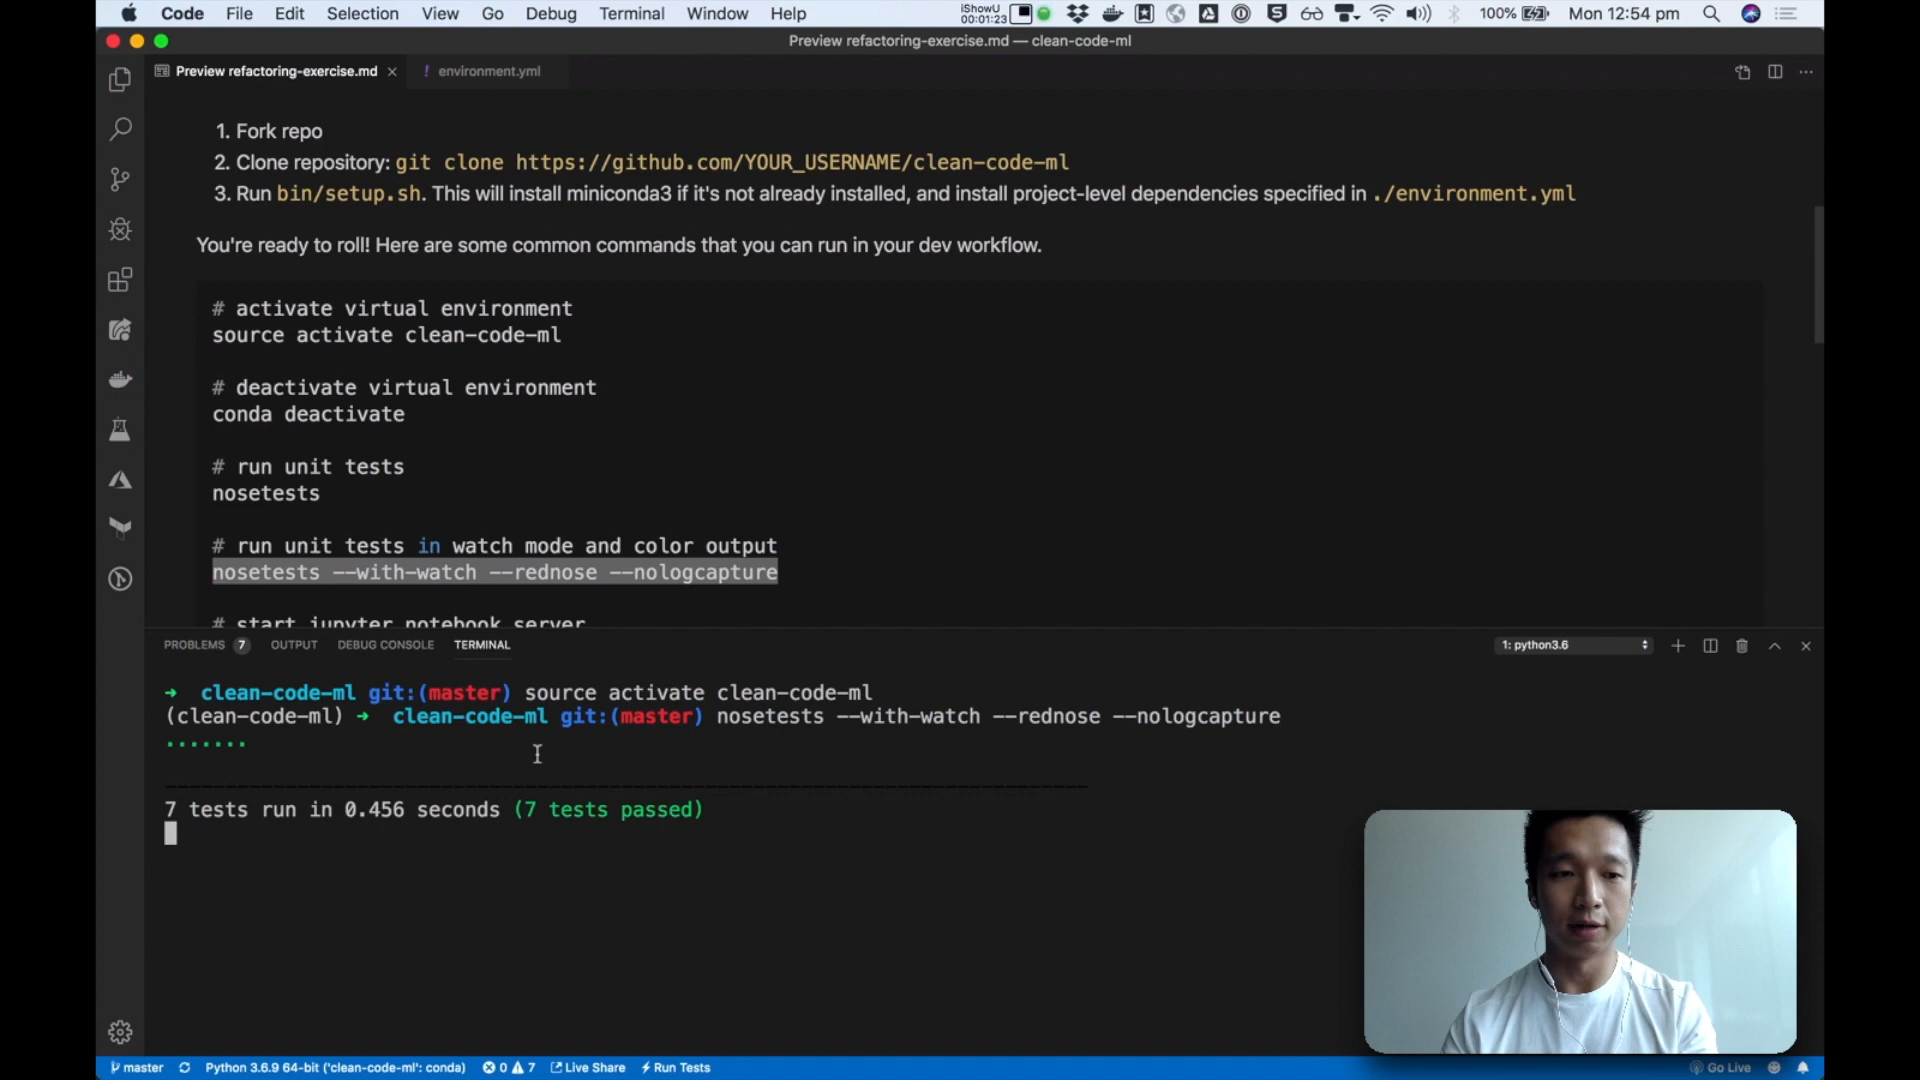 Code File Edit Selection View Go Debug Terminal Window Help iShowU 00:01:23 100% Mon 12:54 pm
Preview refactoring-exercise.md — clean-code-ml
Preview refactoring-exercise.md environment.yml
1. Fork repo
2. Clone repository: git clone https://github.com/YOUR_USERNAME/clean-code-ml
3. Run bin/setup.sh. This will install miniconda3 if it's not already installed, and install project-level dependencies specified in ./environment.yml
You're ready to roll! Here are some common commands that you can run in your dev workflow.
# activate virtual environment
source activate clean-code-ml
# deactivate virtual environment
conda deactivate
# run unit tests
nosetests
# run unit tests in watch mode and color output
nosetests --with-watch --rednose --nologcapture
# start jupyter notebook server
PROBLEMS 7 OUTPUT DEBUG CONSOLE TERMINAL 1: python3.6
➜ clean-code-ml git:(master) source activate clean-code-ml
(clean-code-ml) ➜ clean-code-ml git:(master) nosetests --with-watch --rednose --nologcapture
.......
7 tests run in 0.456 seconds (7 tests passed)
master Python 3.6.9 64-bit ('clean-code-ml': conda) 0 7 Live Share Run Tests Go Live